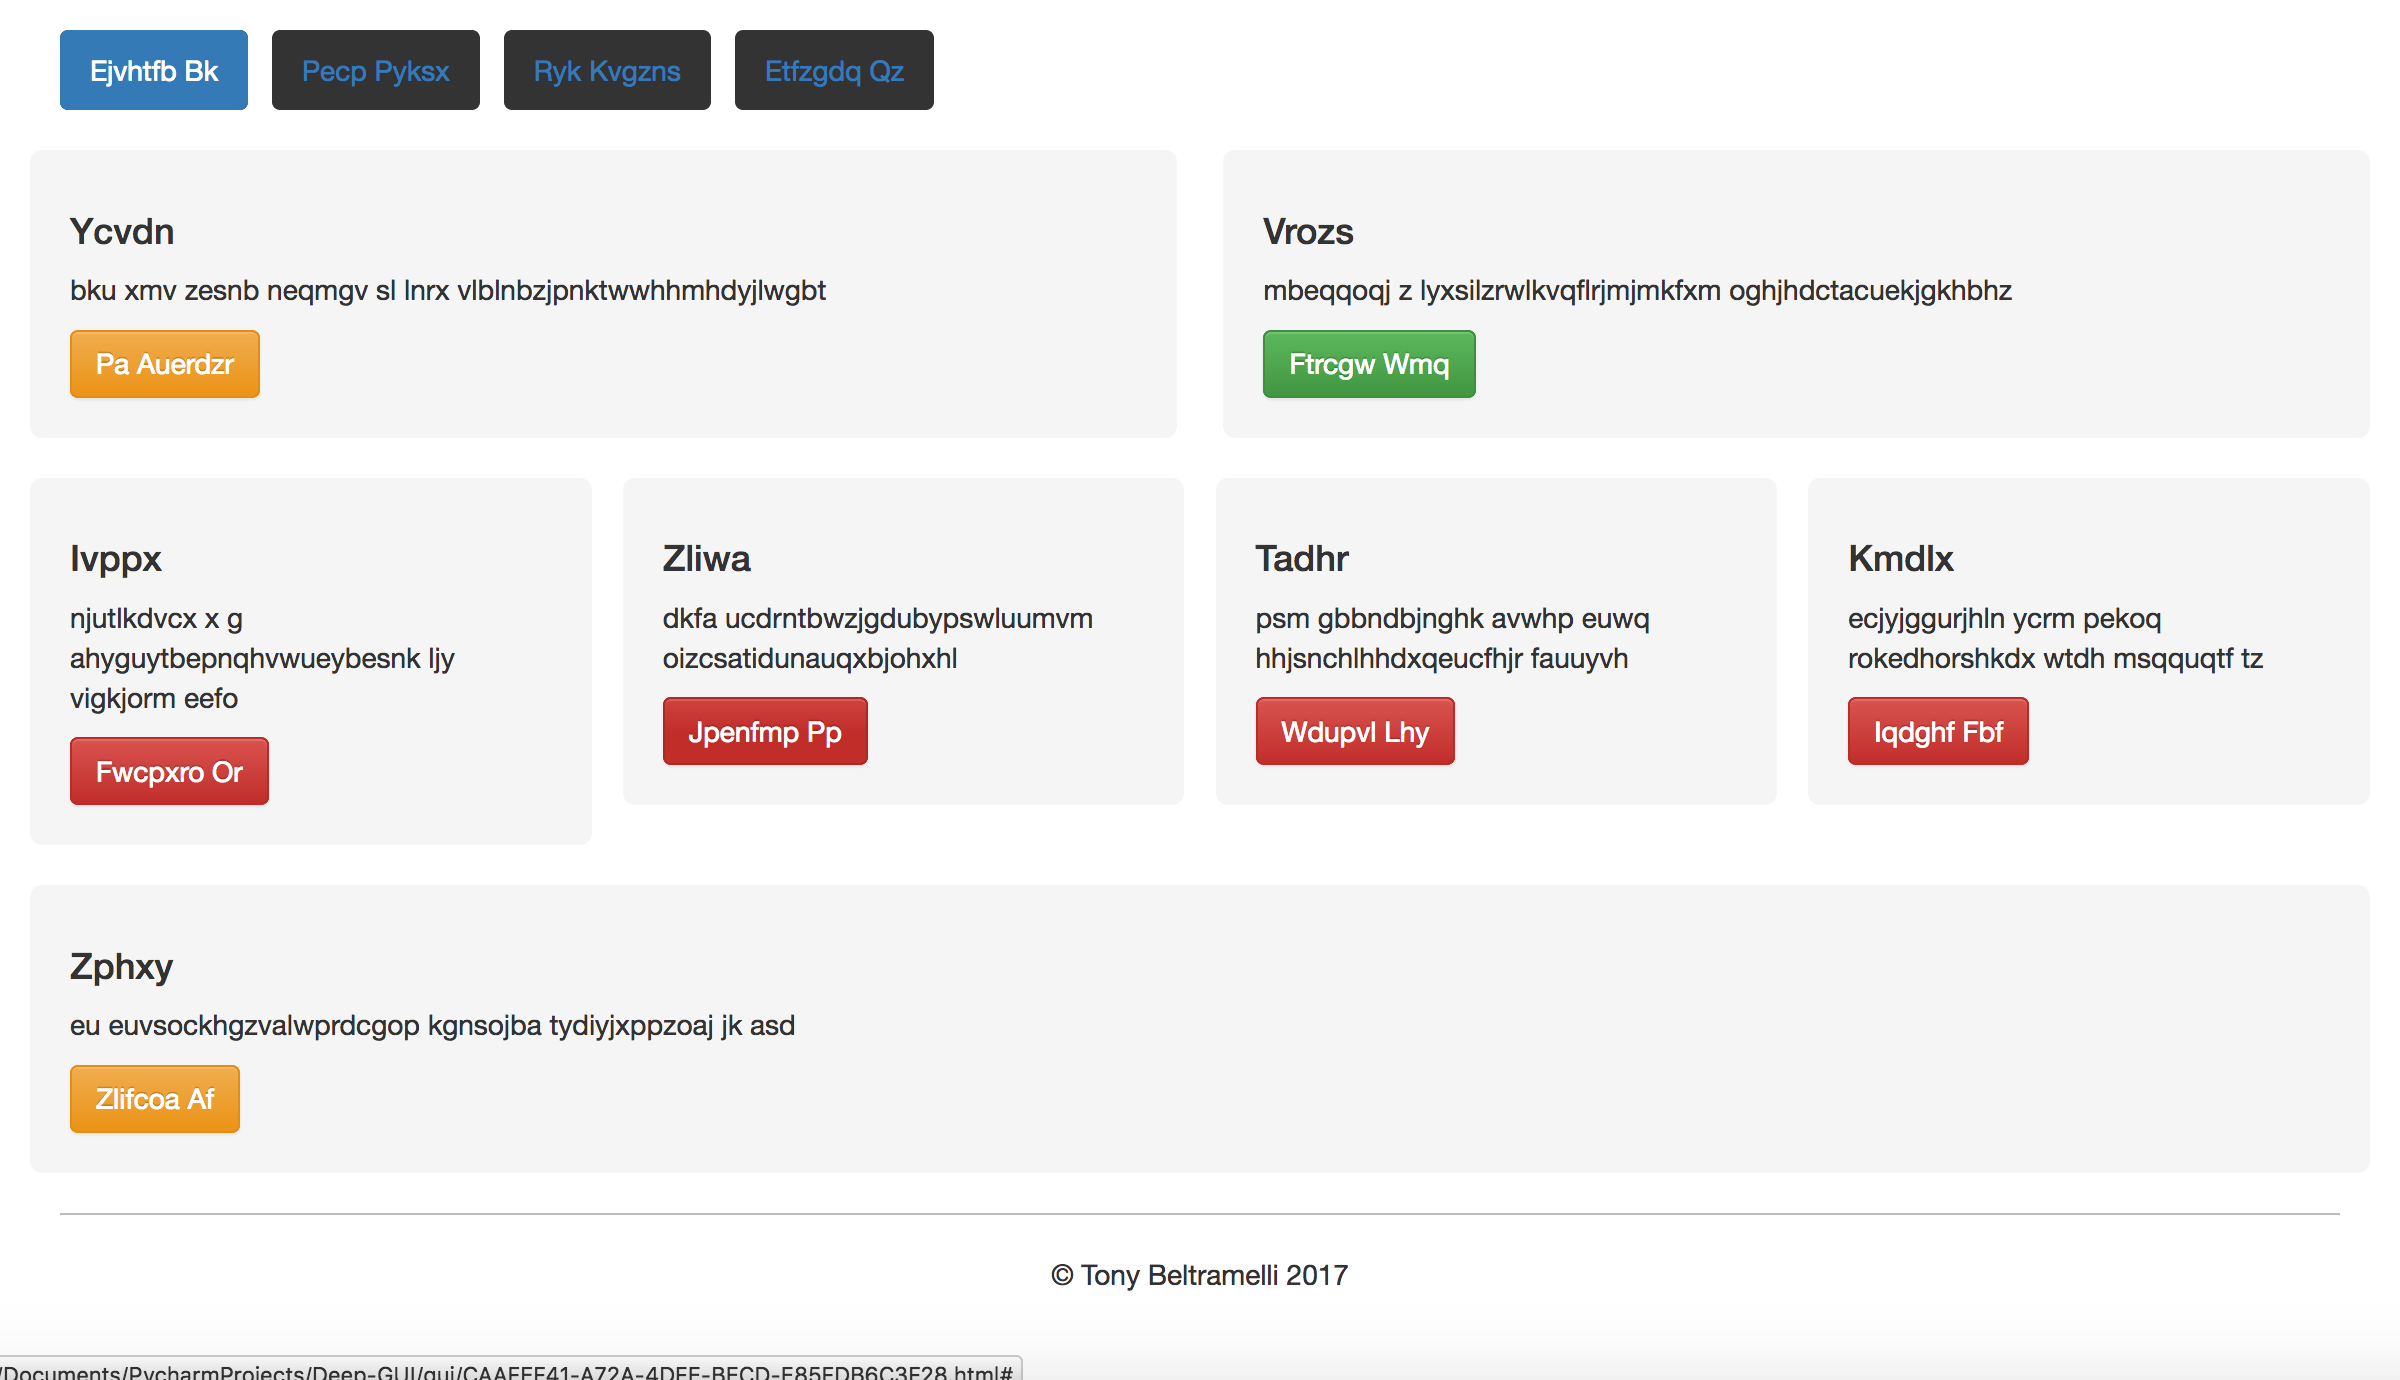 Ejvhtfb Bk Pecp Pyksx Ryk Kvgzns Etfzgdq Qz
Ycvdn
bku xmv zesnb neqmgv sl lnrx vlblnbzjpnktwwhhmhdyjlwgbt
Pa Auerdzr
Vrozs
mbeqqoqj z lyxsilzrwlkvqflrjmjmkfxm oghjhdctacuekjgkhbhz
Ftrcgw Wmq
Ivppx
njutlkdvcx x g
ahyguytbepnqhvwueybesnk ljy
vigkjorm eefo
Fwcpxro Or
Zliwa
dkfa ucdrntbwzjgdubypswluumvm
oizcsatidunauqxbjohxhl
Jpenfmp Pp
Tadhr
psm gbbndbjnghk avwhp euwq
hhjsnchlhhdxqeucfhjr fauuyvh
Wdupvl Lhy
Kmdlx
ecjyjggurjhln ycrm pekoq
rokedhorshkdx wtdh msqquqtf tz
Iqdghf Fbf
Zphxy
eu euvsockhgzvalwprdcgop kgnsojba tydiyjxppzoaj jk asd
Zlifcoa Af
© Tony Beltramelli 2017
/Documents/PycharmProjects/Deep-GUI/gui/CAAFFF41-A72A-4DFF-BECD-E85FDB6C3F28.html#